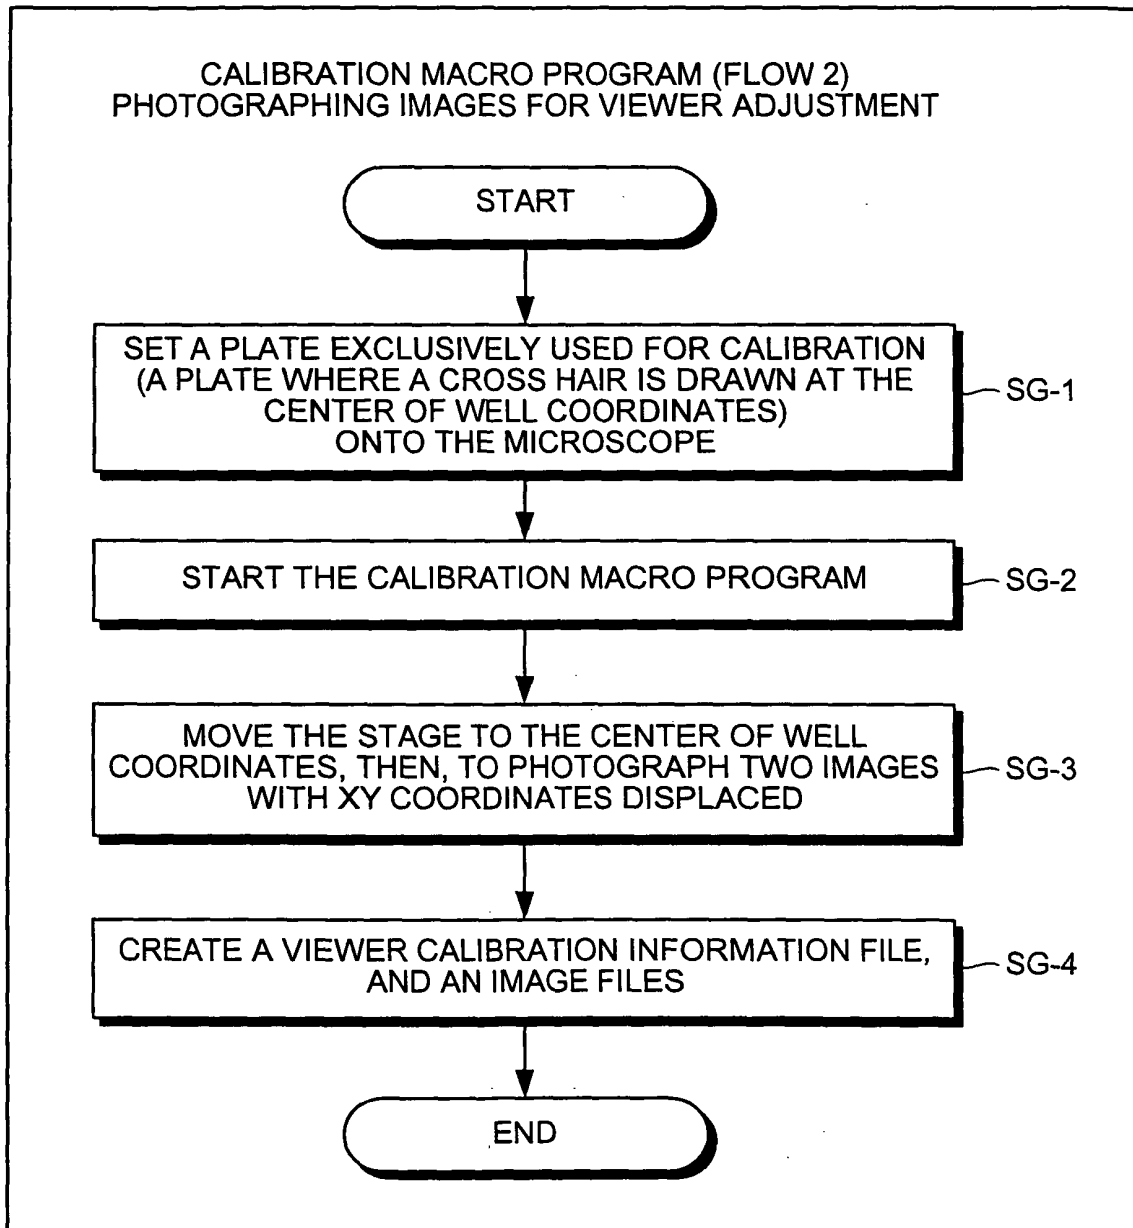 CALIBRATION MACRO PROGRAM (FLOW 2)
PHOTOGRAPHING IMAGES FOR VIEWER ADJUSTMENT
START
SET A PLATE EXCLUSIVELY USED FOR CALIBRATION
(A PLATE WHERE A CROSS HAIR IS DRAWN AT THE
CENTER OF WELL COORDINATES)
ONTO THE MICROSCOPE
SG-1
START THE CALIBRATION MACRO PROGRAM
SG-2
MOVE THE STAGE TO THE CENTER OF WELL
COORDINATES, THEN, TO PHOTOGRAPH TWO IMAGES
WITH XY COORDINATES DISPLACED
SG-3
CREATE A VIEWER CALIBRATION INFORMATION FILE,
AND AN IMAGE FILES
SG-4
END